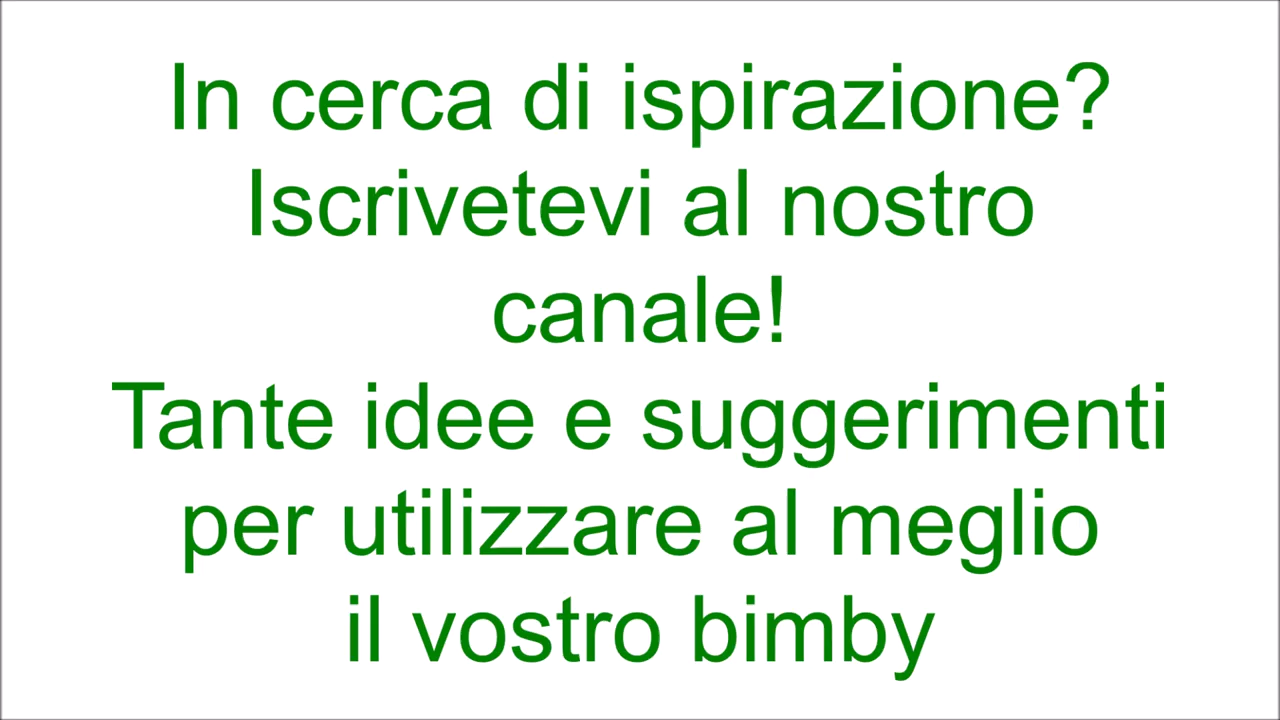 In cerca di ispirazione?
Iscrivetevi al nostro
canale!
Tante idee e suggerimenti
per utilizzare al meglio
il vostro bimby